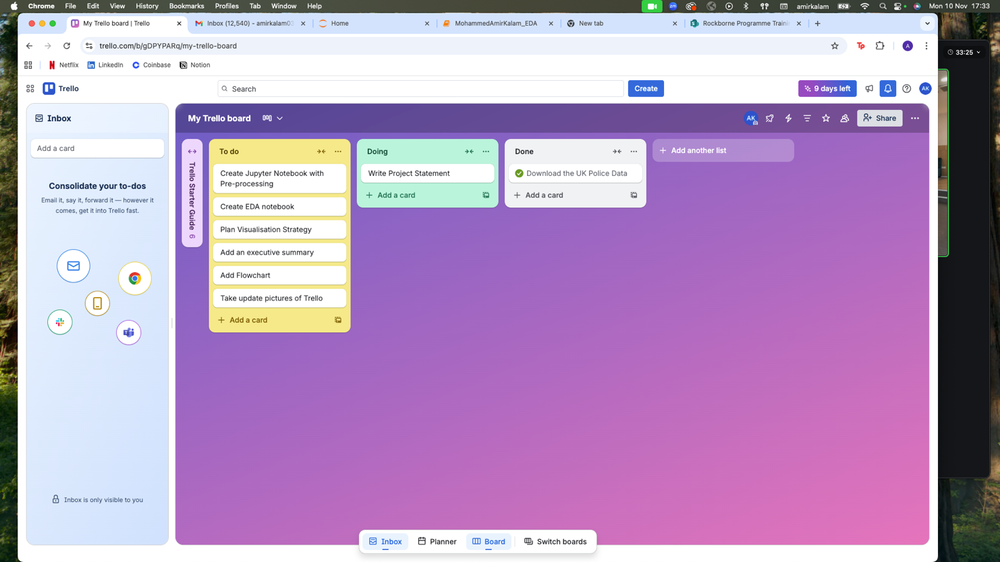 Chrome File Edit View History Bookmarks Profiles Tab Window Help
zm
amirkalam
Mon 10 Nov 17:33
My Trello board | Trello
Inbox (12,540) - amirkalam03
Home
MohammedAmirKalam_EDA
New tab
Rockborne Programme Traini
trello.com/b/gDPYPARq/my-trello-board
Tp
A
33:25
Netflix
LinkedIn
Coinbase
Notion
Trello
Search
Create
9 days left
AK
Inbox
Add a card
Consolidate your to-dos
Email it, say it, forward it — however it
comes, get it into Trello fast.
Inbox is only visible to you
My Trello board
AK
Share
Trello Starter Guide 6
To do
Create Jupyter Notebook with
Pre-processing
Create EDA notebook
Plan Visualisation Strategy
Add an executive summary
Add Flowchart
Take update pictures of Trello
Add a card
Doing
Write Project Statement
Add a card
Done
Download the UK Police Data
Add a card
Add another list
Inbox
Planner
Board
Switch boards